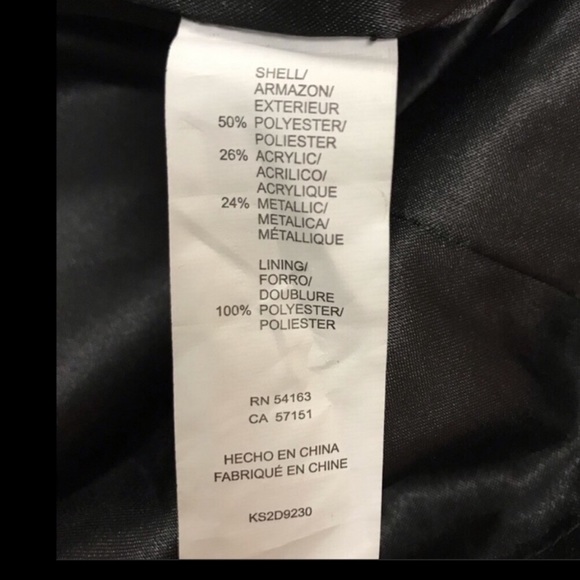 SHELL/
ARMAZON/
EXTERIEUR
50% POLYESTER/
POLIESTER
26% ACRYLIC/
ACRILICO/
ACRYLIQUE
24% METALLIC/
METALICA/
MÉTALLIQUE
LINING/
FORRO/
DOUBLURE
100% POLYESTER/
POLIESTER
RN 54163
CA 57151
HECHO EN CHINA
FABRIQUÉ EN CHINE
KS2D9230